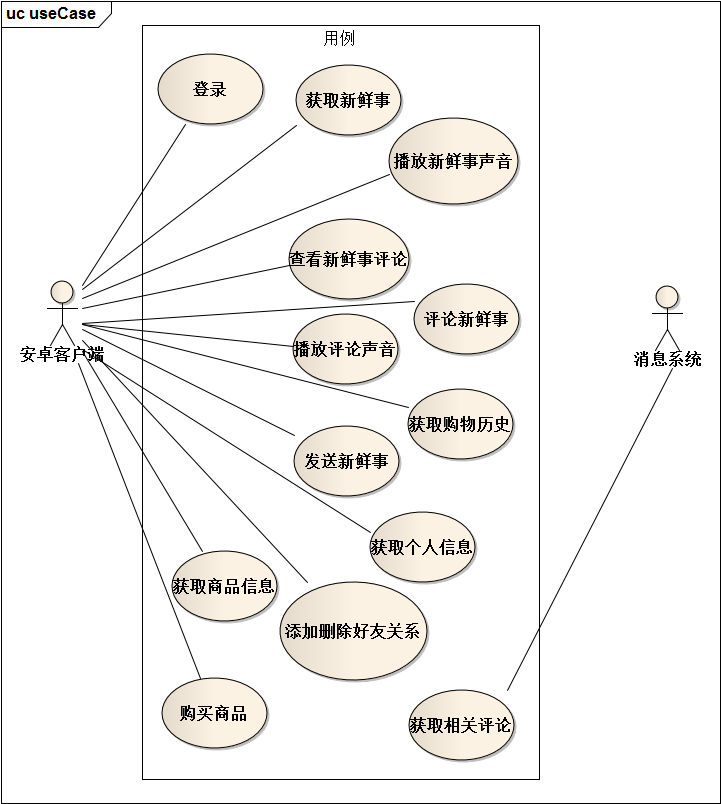 uc useCase
用例
登录
获取新鲜事
播放新鲜事声音
查看新鲜事评论
评论新鲜事
安卓客户端
播放评论声音
消息系统
获取购物历史
发送新鲜事
获取个人信息
获取商品信息
添加删除好友关系
购买商品
获取相关评论